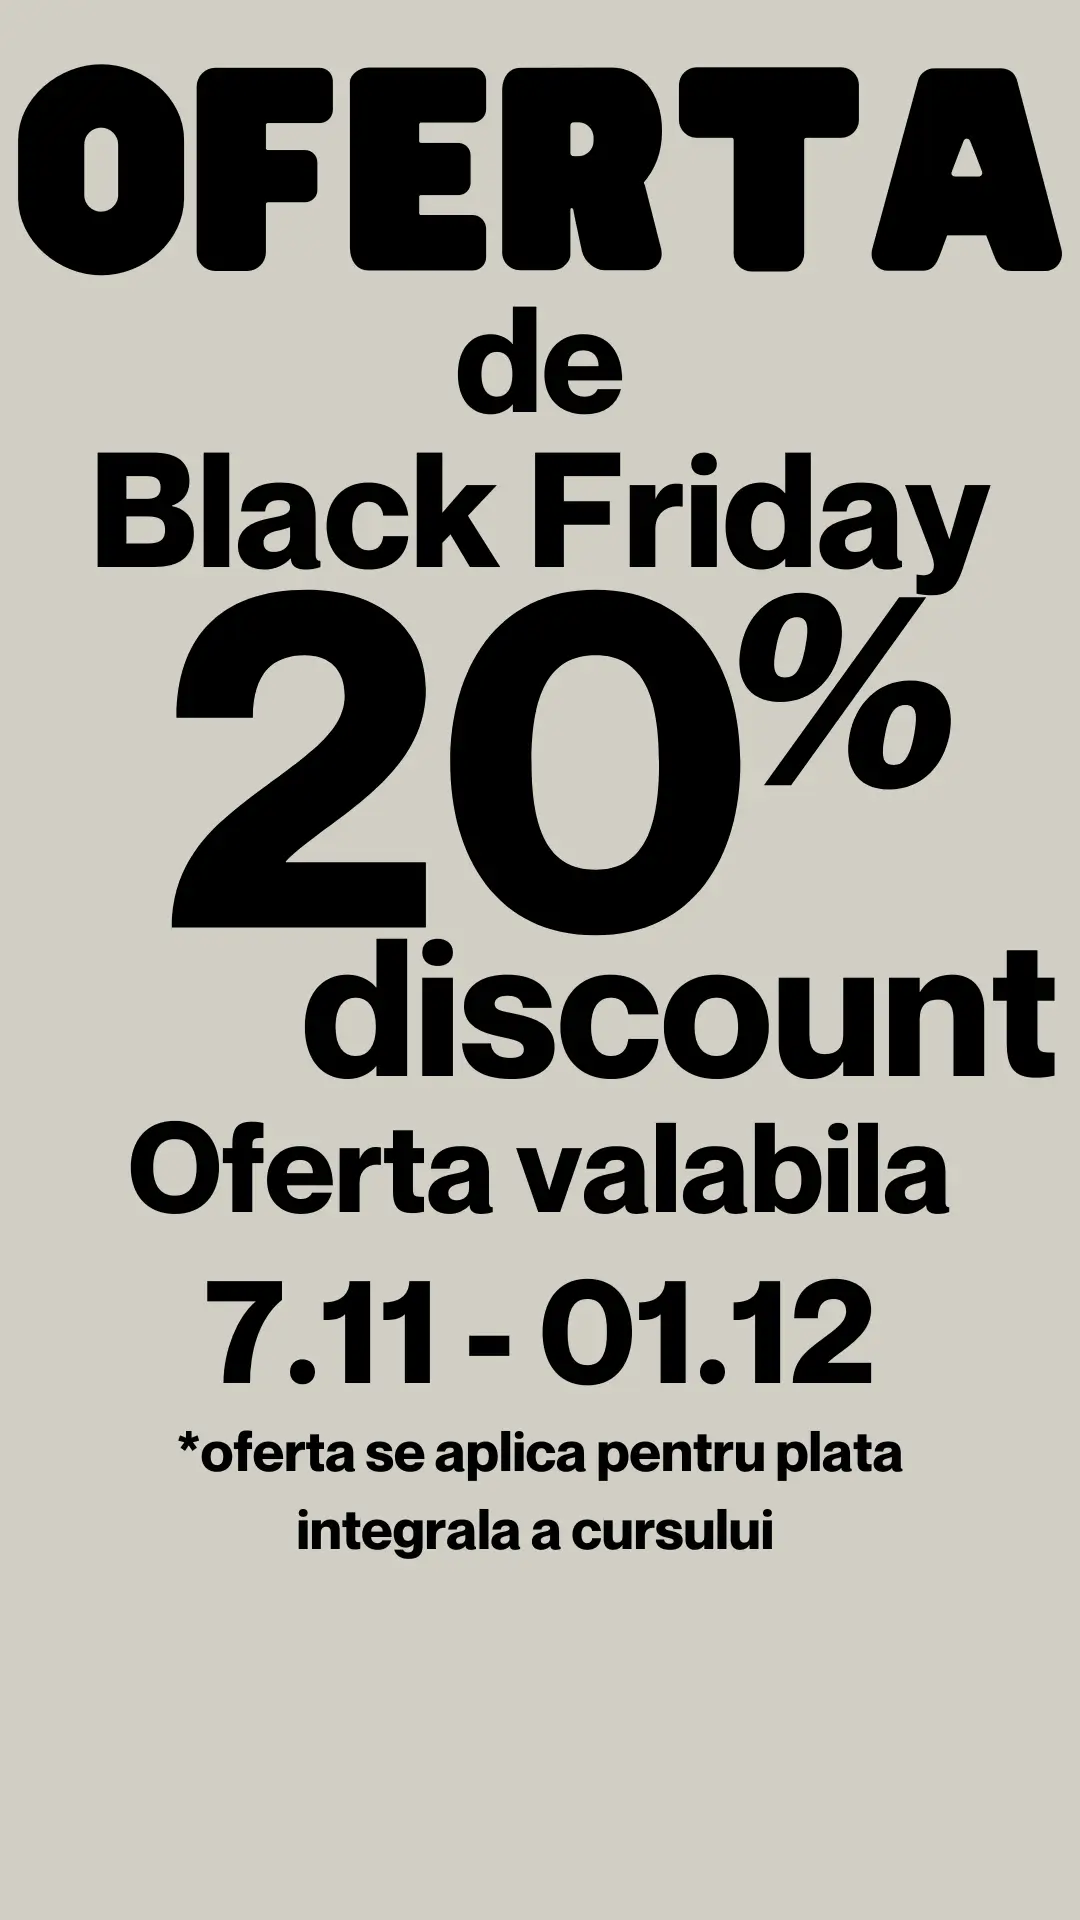 OFERTA
de
Black Friday
20%
discount
Oferta valabila
7.11 - 01.12
*oferta se aplica pentru plata
integrala a cursului